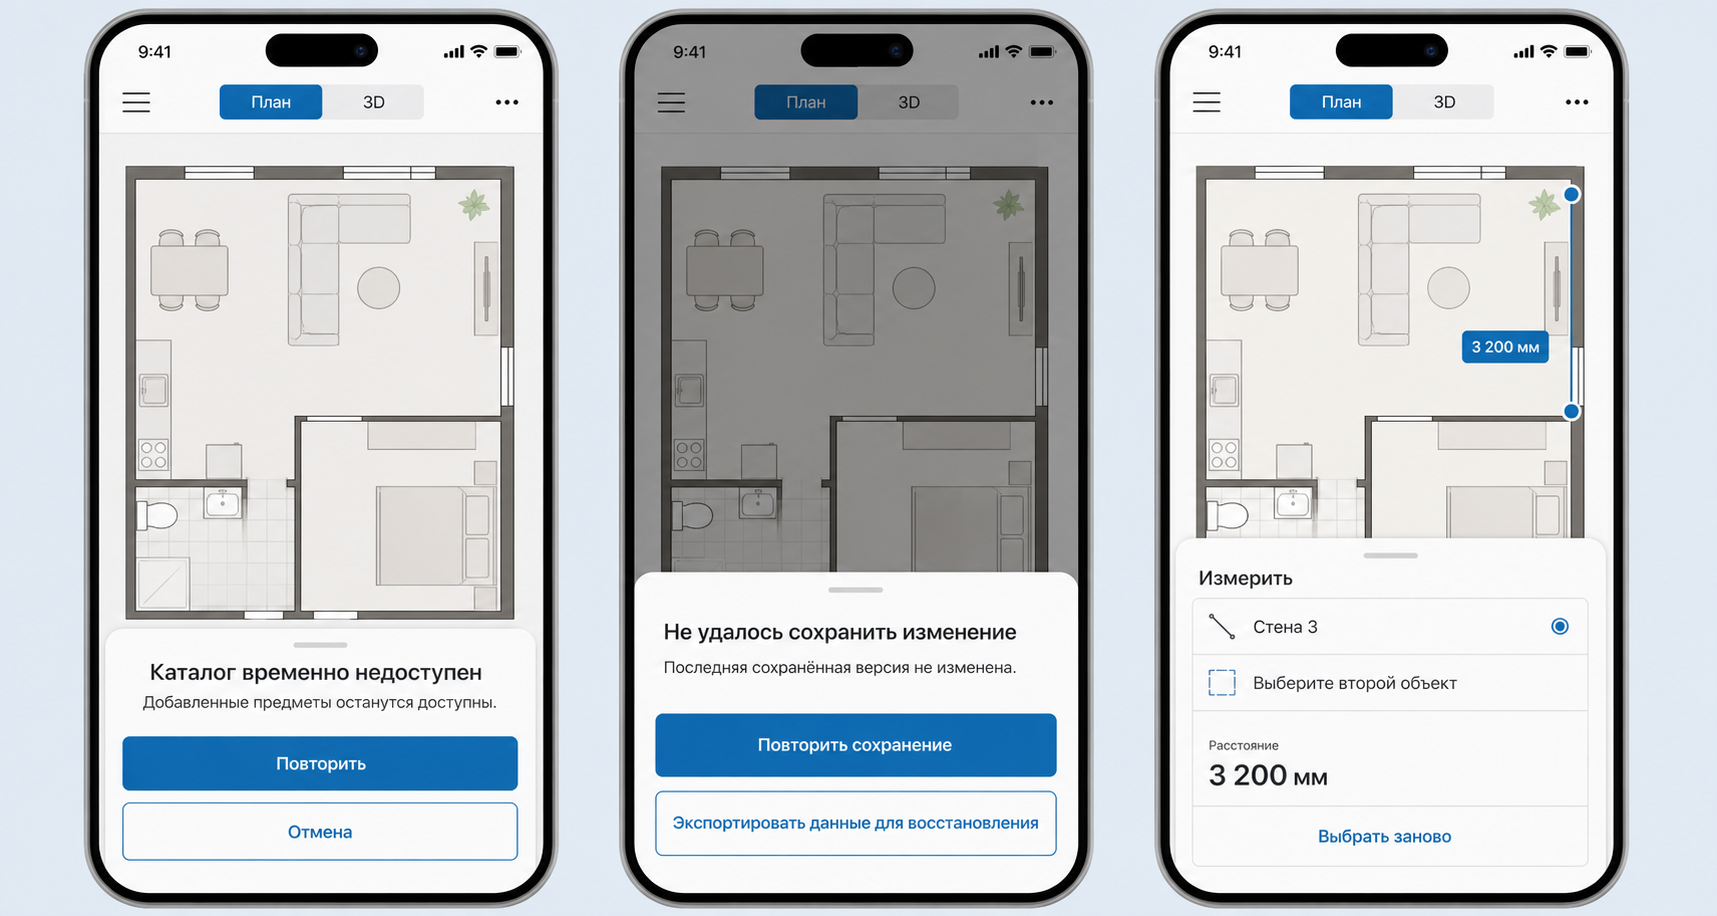 9:41
План
3D
Каталог временно недоступен
Добавленные предметы останутся доступны.
Повторить
Отмена
9:41
План
3D
Не удалось сохранить изменение
Последняя сохранённая версия не изменена.
Повторить сохранение
Экспортировать данные для восстановления
9:41
План
3D
3 200 мм
Измерить
Стена 3
Выберите второй объект
Расстояние
3 200 мм
Выбрать заново